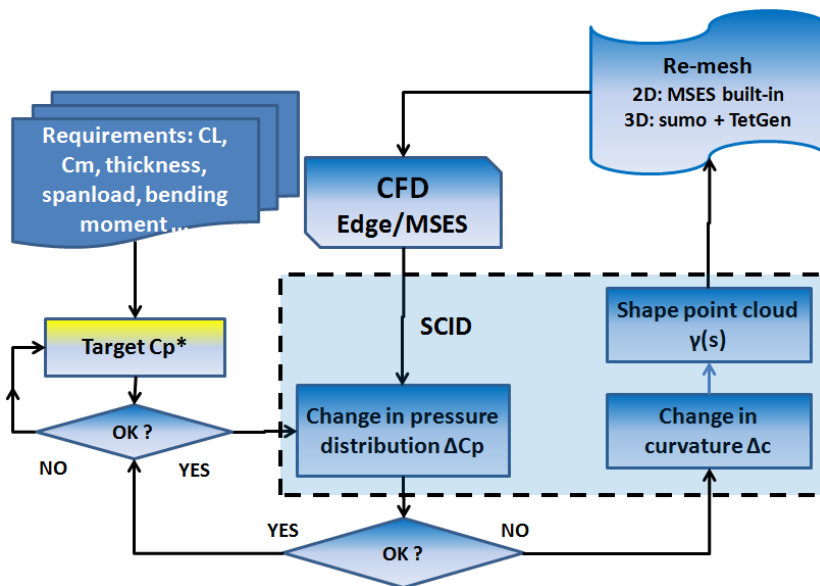 Requirements: CL,
Cm, thickness,
spanload, bending
moment ...
Target Cp*
OK ?
NO
YES
CFD
Edge/MSES
Re-mesh
2D: MSES built-in
3D: sumo + TetGen
SCID
Change in pressure
distribution ΔCp
Shape point cloud
γ(s)
Change in
curvature Δc
YES
OK ?
NO